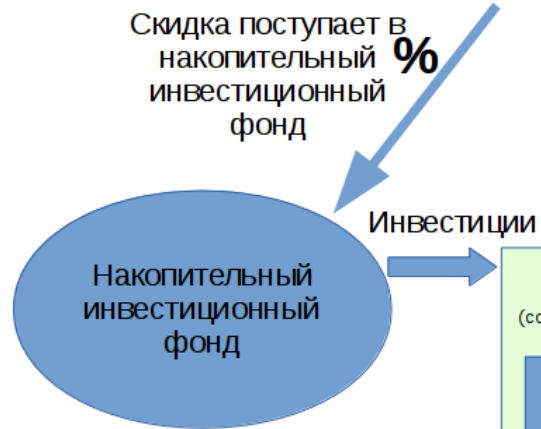 Скидка поступает в
накопительный %
инвестиционный
фонд
Инвестиции
Накопительный
инвестиционный
фонд